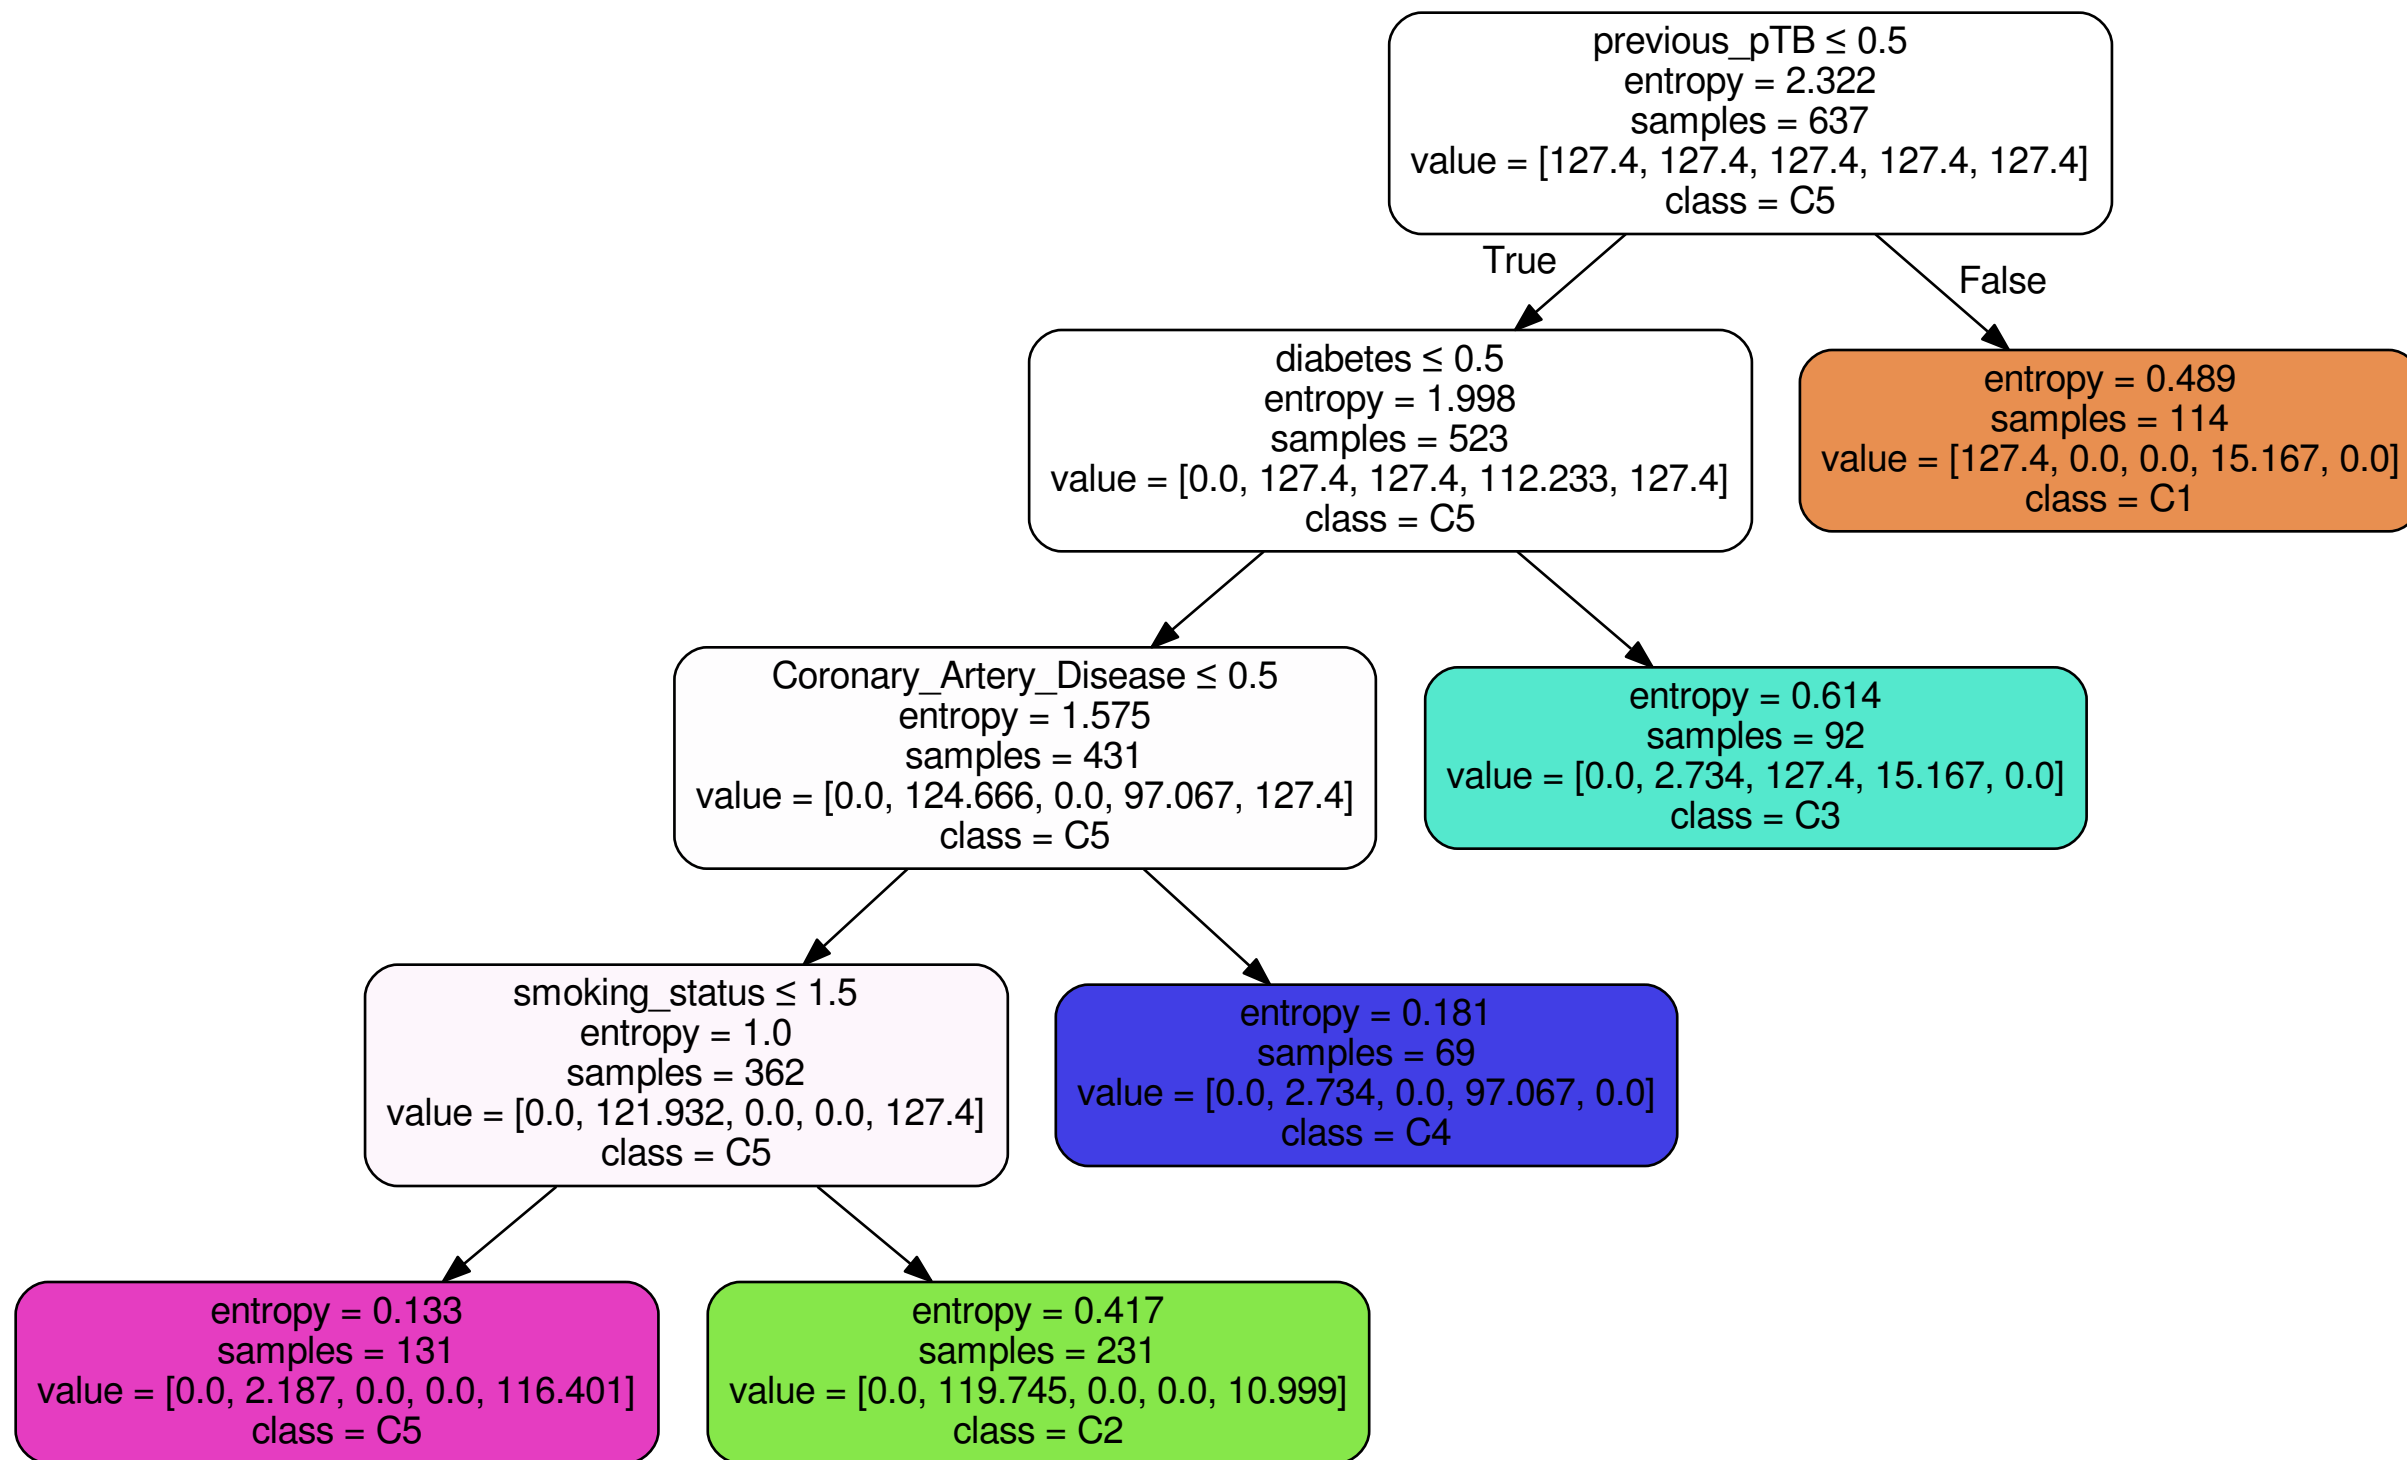 previous_pTB ≤ 0.5
entropy = 2.322
samples = 637
value = [127.4, 127.4, 127.4, 127.4, 127.4]
class = C5
True
False
diabetes ≤ 0.5
entropy = 1.998
samples = 523
value = [0.0, 127.4, 127.4, 112.233, 127.4]
class = C5
entropy = 0.489
samples = 114
value = [127.4, 0.0, 0.0, 15.167, 0.0]
class = C1
Coronary_Artery_Disease ≤ 0.5
entropy = 1.575
samples = 431
value = [0.0, 124.666, 0.0, 97.067, 127.4]
class = C5
entropy = 0.614
samples = 92
value = [0.0, 2.734, 127.4, 15.167, 0.0]
class = C3
smoking_status ≤ 1.5
entropy = 1.0
samples = 362
value = [0.0, 121.932, 0.0, 0.0, 127.4]
class = C5
entropy = 0.181
samples = 69
value = [0.0, 2.734, 0.0, 97.067, 0.0]
class = C4
entropy = 0.133
samples = 131
value = [0.0, 2.187, 0.0, 0.0, 116.401]
class = C5
entropy = 0.417
samples = 231
value = [0.0, 119.745, 0.0, 0.0, 10.999]
class = C2